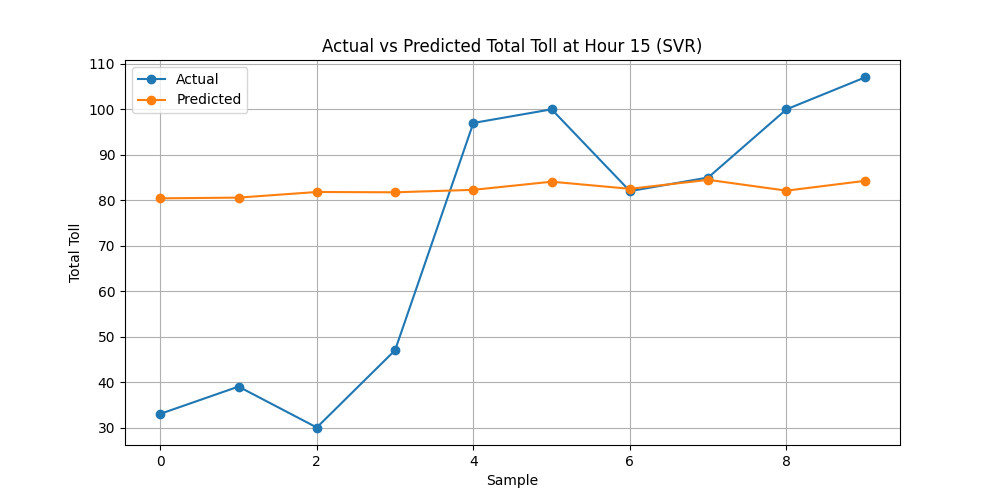 Actual vs Predicted Total Toll at Hour 15 (SVR)
Actual
Predicted
110
100
90
80
70
60
50
40
30
Total Toll
0 2 4 6 8
Sample